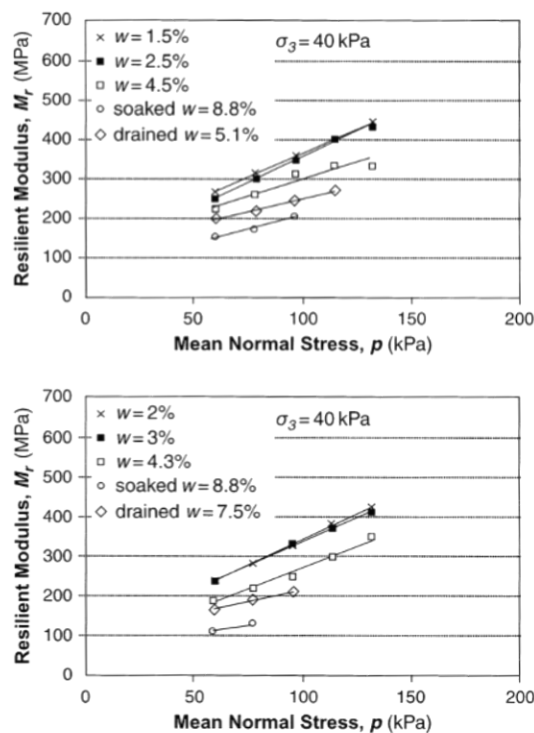 Resilient Modulus, Mr (MPa)
700
600
500
400
300
200
100
0
× w = 1.5%
■ w = 2.5%
□ w = 4.5%
○ soaked w = 8.8%
◇ drained w = 5.1%
σ3 = 40 kPa
0 50 100 150 200
Mean Normal Stress, p (kPa)
Resilient Modulus, Mr (MPa)
700
600
500
400
300
200
100
0
× w = 2%
■ w = 3%
□ w = 4.3%
○ soaked w = 8.8%
◇ drained w = 7.5%
σ3 = 40 kPa
0 50 100 150 200
Mean Normal Stress, p (kPa)